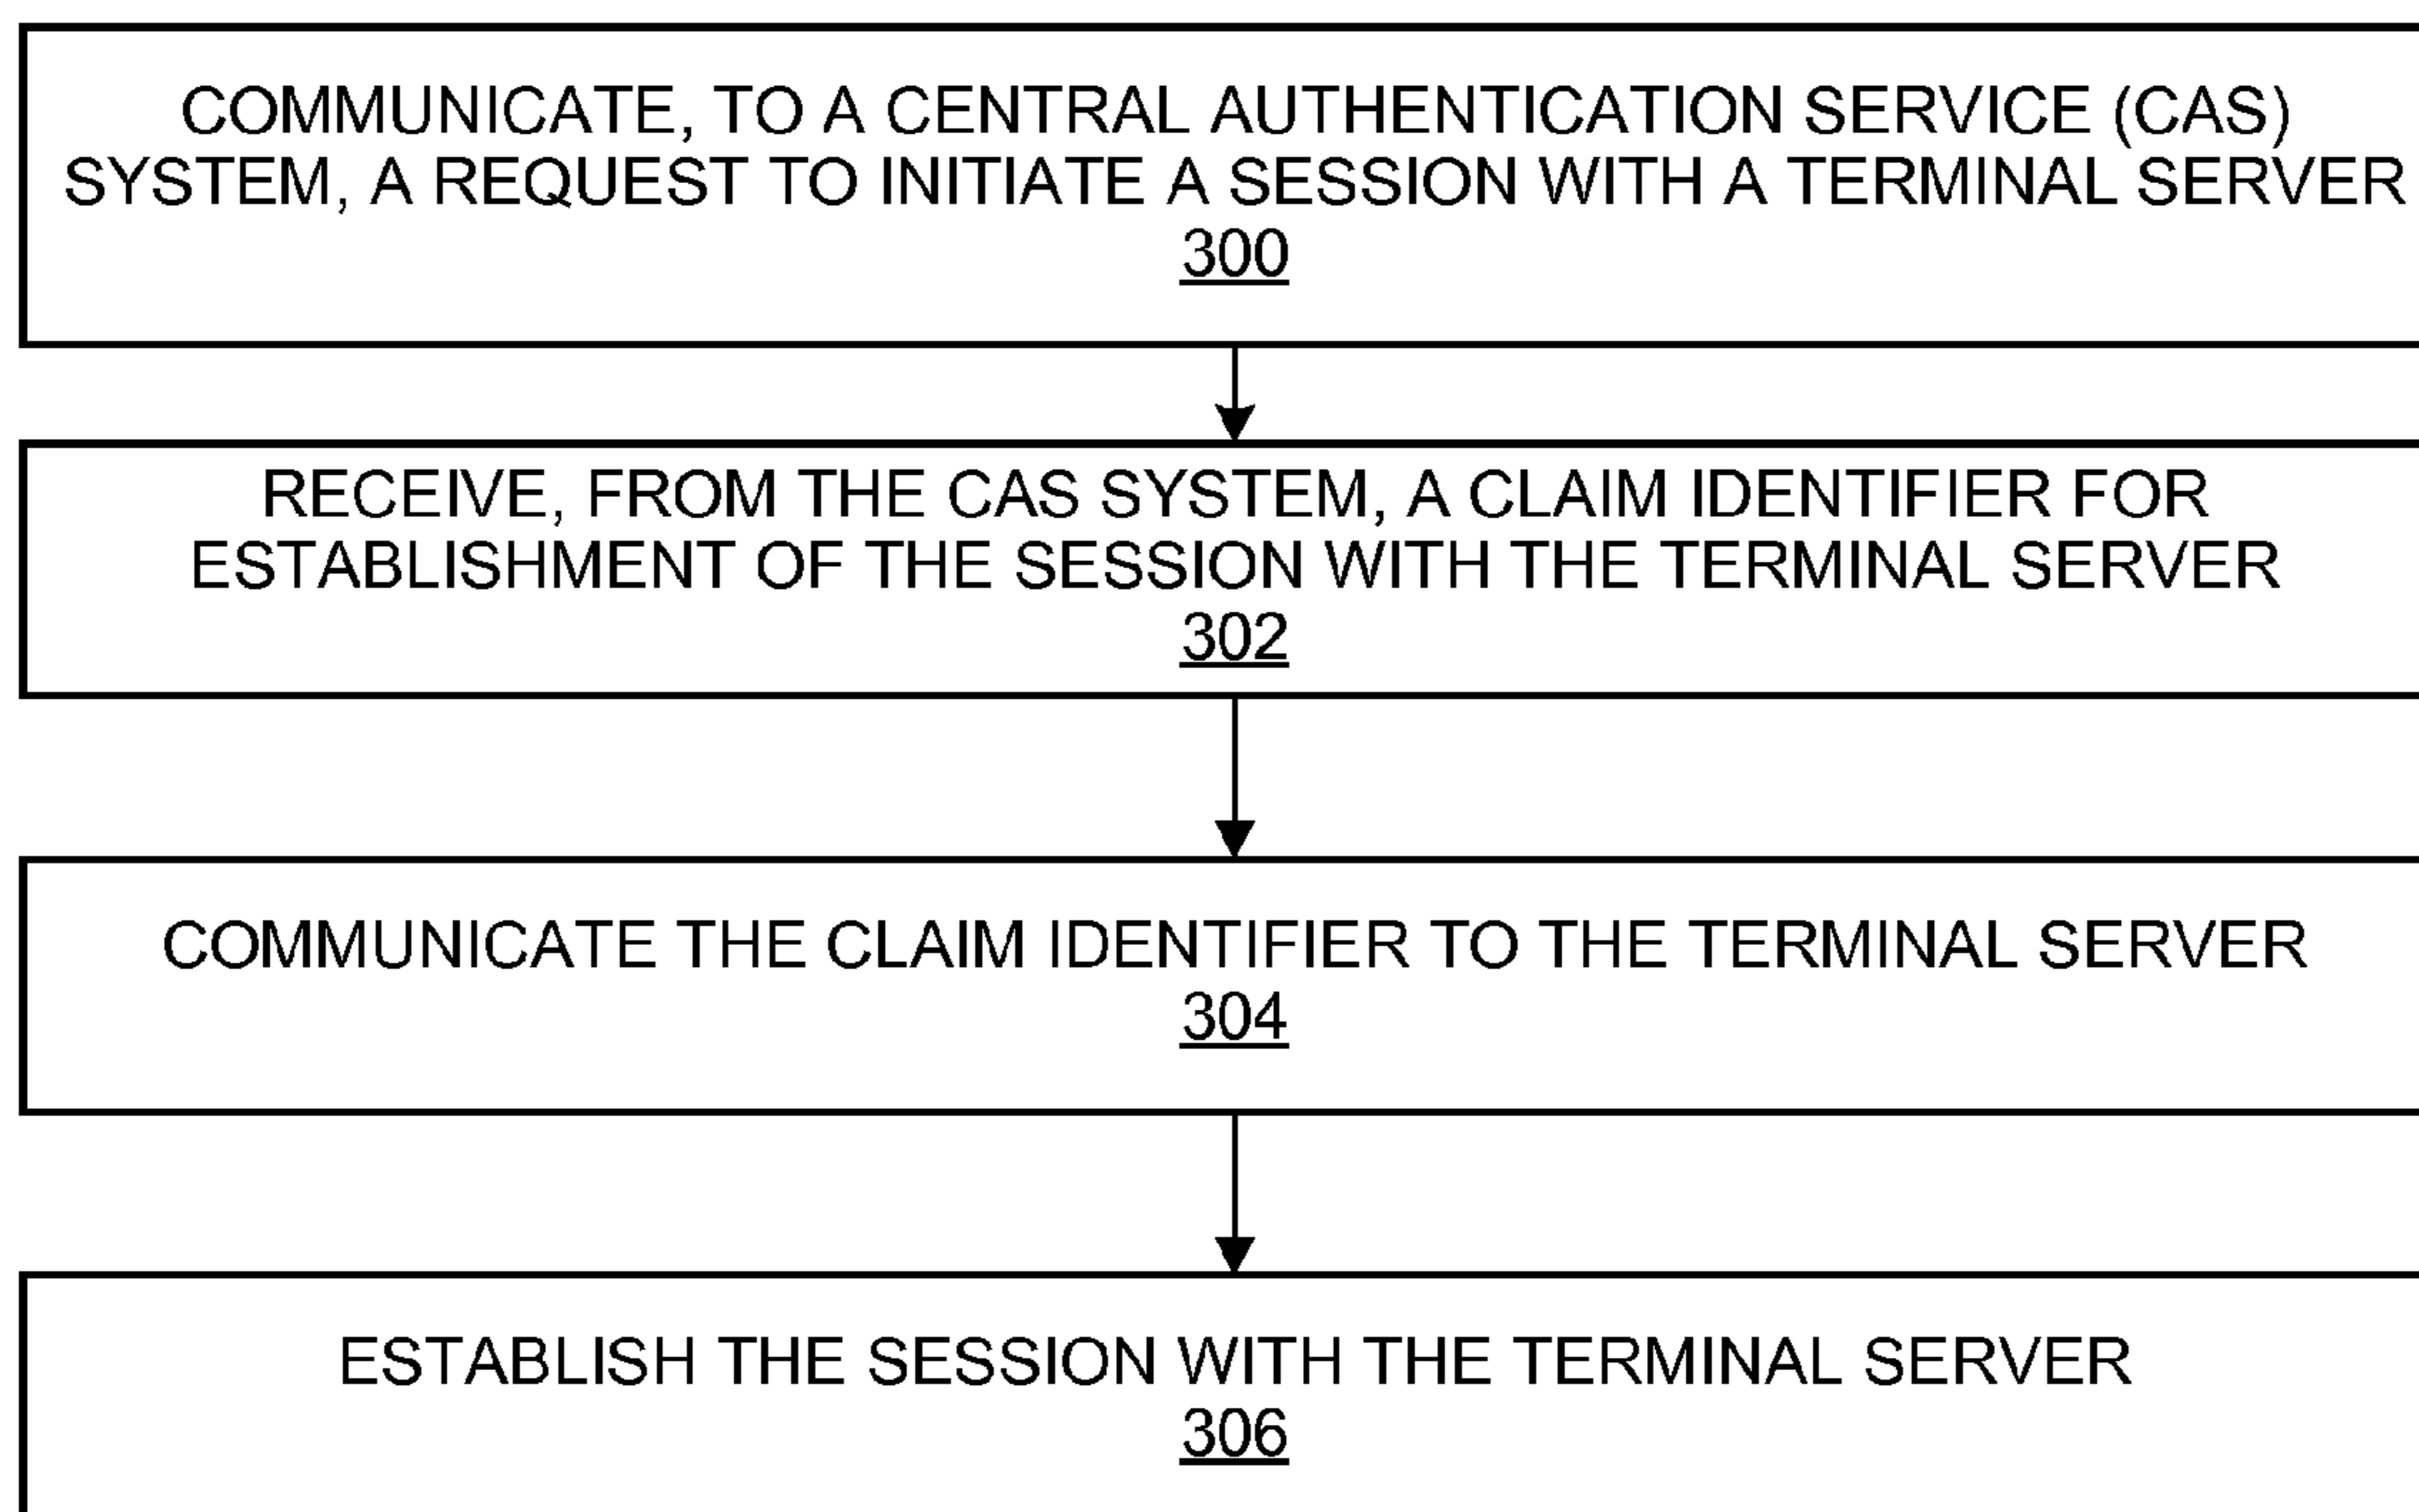 COMMUNICATE, TO A CENTRAL AUTHENTICATION SERVICE (CAS)
SYSTEM, A REQUEST TO INITIATE A SESSION WITH A TERMINAL SERVER
300
RECEIVE, FROM THE CAS SYSTEM, A CLAIM IDENTIFIER FOR
ESTABLISHMENT OF THE SESSION WITH THE TERMINAL SERVER
302
COMMUNICATE THE CLAIM IDENTIFIER TO THE TERMINAL SERVER
304
ESTABLISH THE SESSION WITH THE TERMINAL SERVER
306